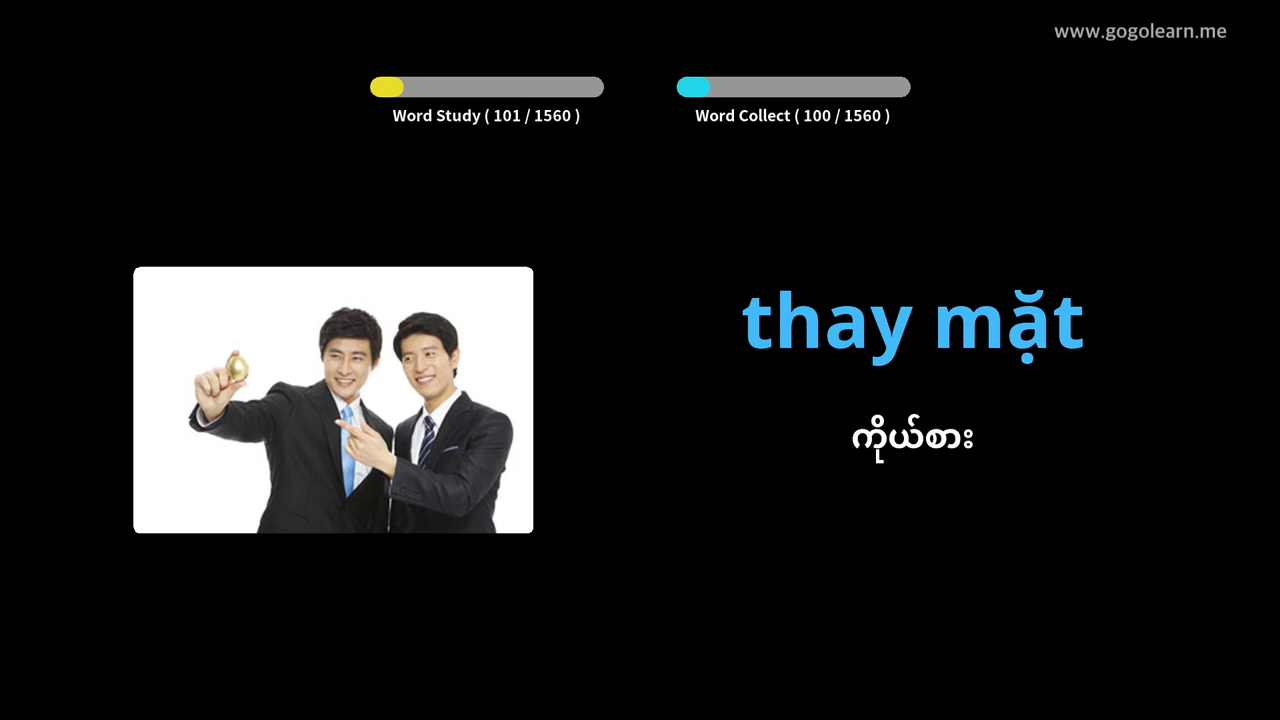 www.gogolearn.me
Word Study ( 101 / 1560 )
Word Collect ( 100 / 1560 )
thay mặt
ကိုယ်စား